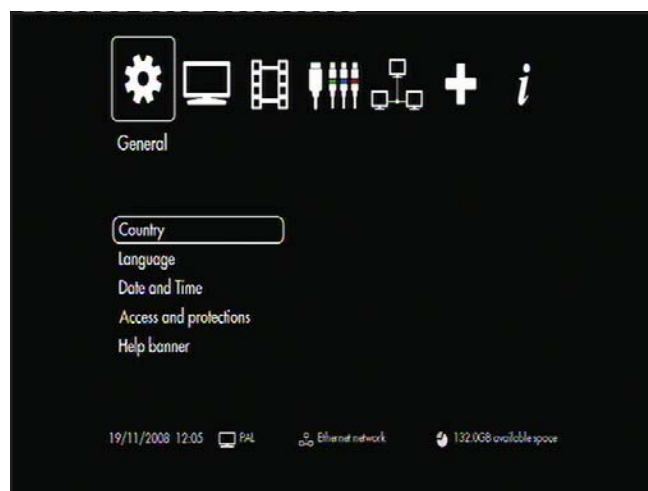 General
Country
Language
Date and Time
Access and protections
Help banner
19/11/2008 12:05 PAL Ethernet network 132.0GB available space